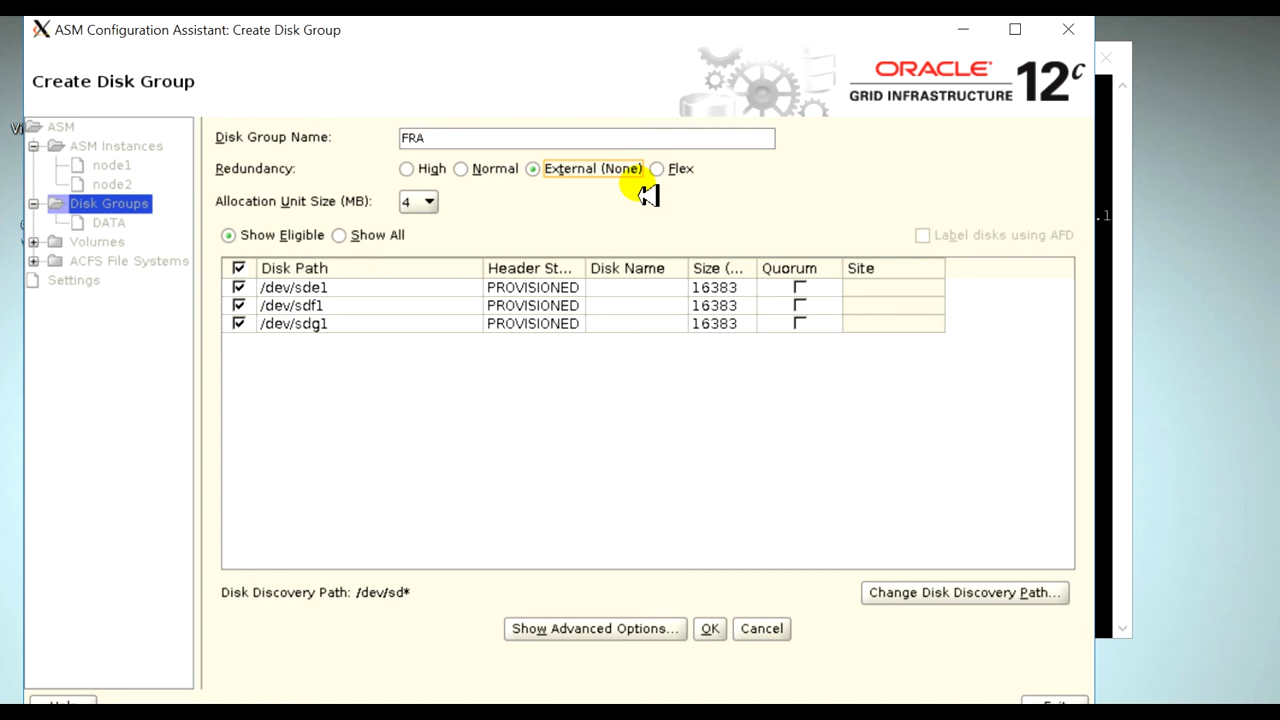 ASM Configuration Assistant: Create Disk Group
Create Disk Group
ORACLE
GRID INFRASTRUCTURE 12c
ASM
ASM Instances
node1
node2
Disk Groups
DATA
Volumes
ACFS File Systems
Settings
Disk Group Name: FRA
Redundancy: High Normal External (None) Flex
Allocation Unit Size (MB): 4
Show Eligible Show All Label disks using AFD
Disk Path Header St... Disk Name Size (... Quorum Site
/dev/sde1 PROVISIONED 16383
/dev/sdf1 PROVISIONED 16383
/dev/sdg1 PROVISIONED 16383
Disk Discovery Path: /dev/sd* Change Disk Discovery Path...
Show Advanced Options... OK Cancel